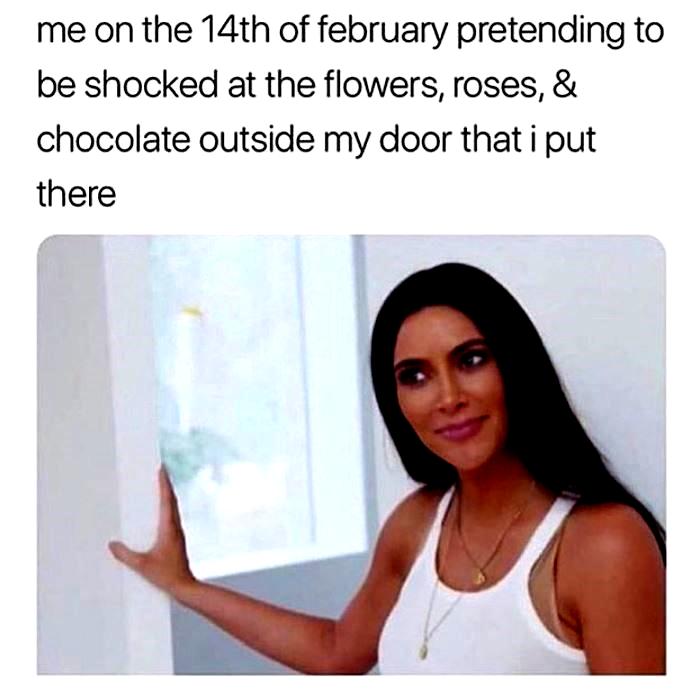 me on the 14th of february pretending to
be shocked at the flowers, roses, &
chocolate outside my door that i put
there